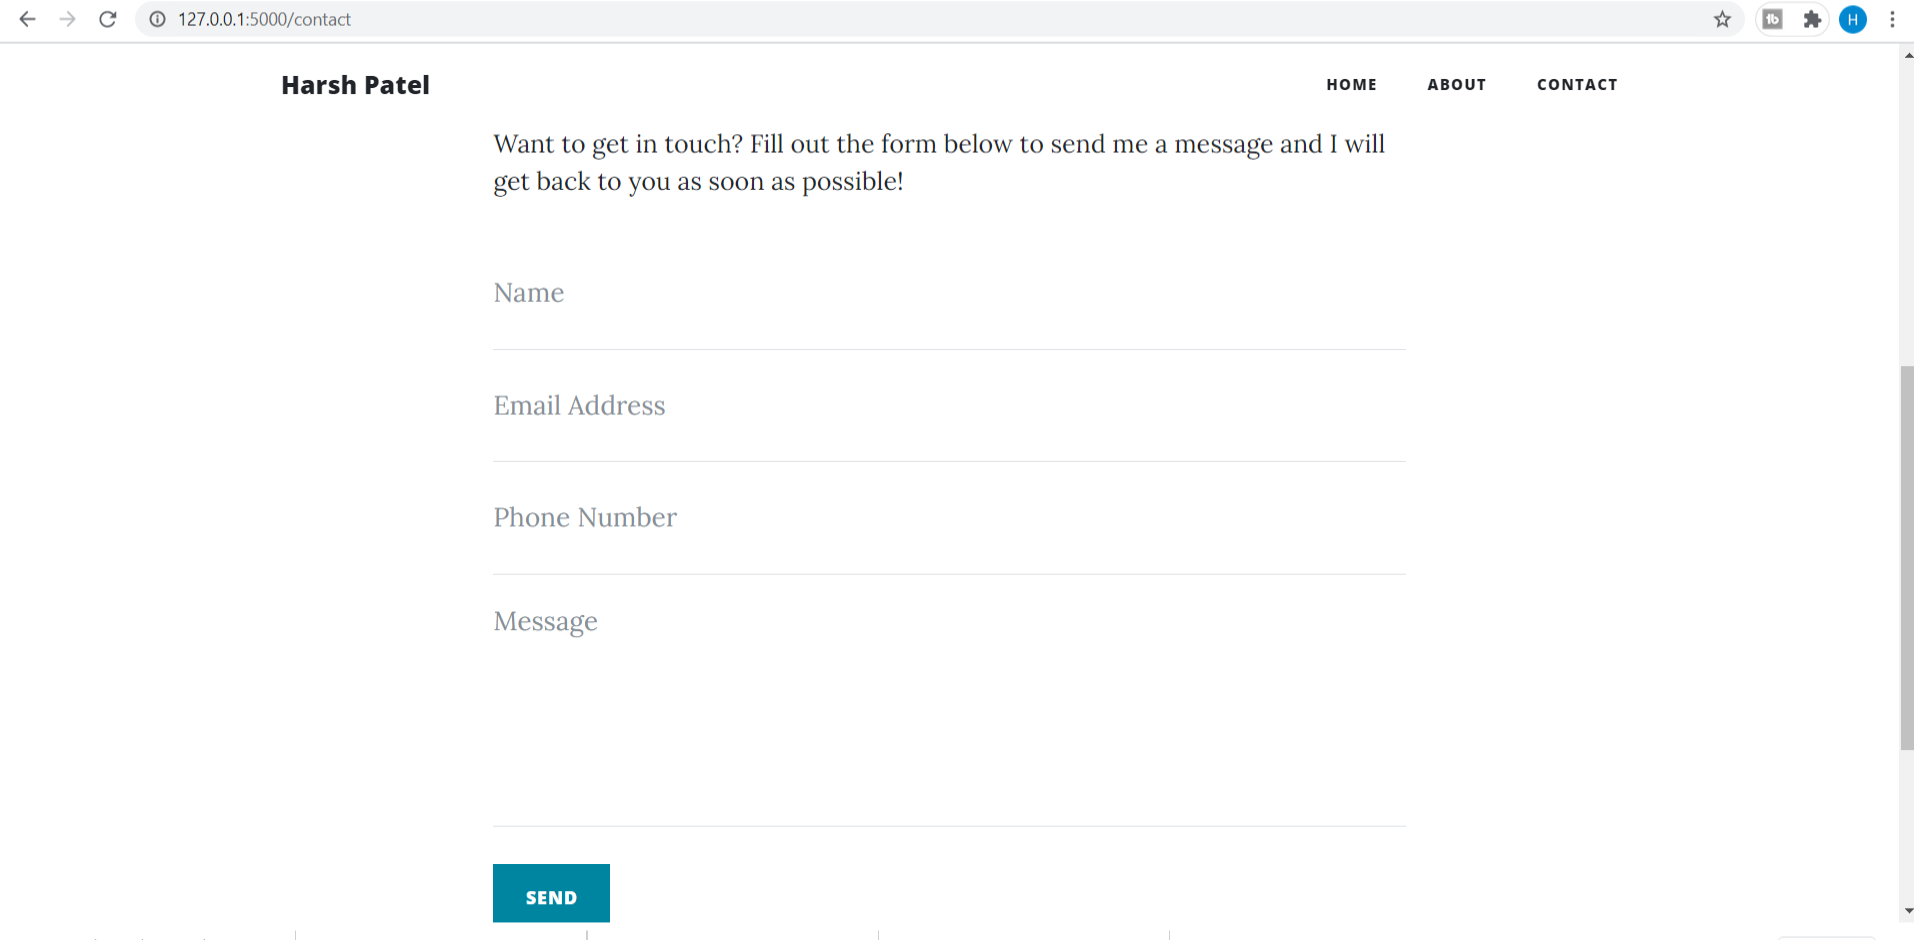 127.0.0.1:5000/contact
H
Harsh Patel
HOME ABOUT CONTACT
Want to get in touch? Fill out the form below to send me a message and I will
get back to you as soon as possible!
Name
Email Address
Phone Number
Message
SEND